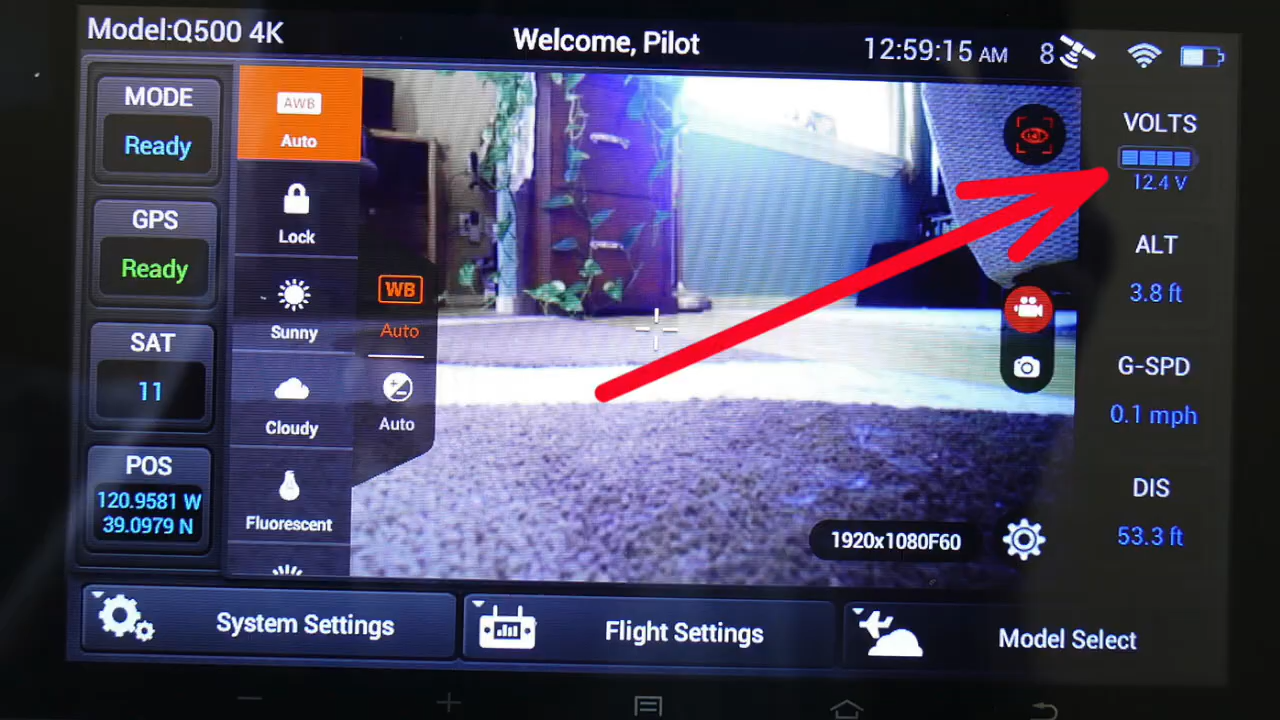 Model:Q500 4K
Welcome, Pilot
12:59:15 AM
8
MODE
Ready
GPS
Ready
SAT
11
POS
120.9581 W
39.0979 N
AWB
Auto
Lock
Sunny
Cloudy
Fluorescent
WB
Auto
Auto
1920x1080F60
VOLTS
12.4 V
ALT
3.8 ft
G-SPD
0.1 mph
DIS
53.3 ft
System Settings
Flight Settings
Model Select